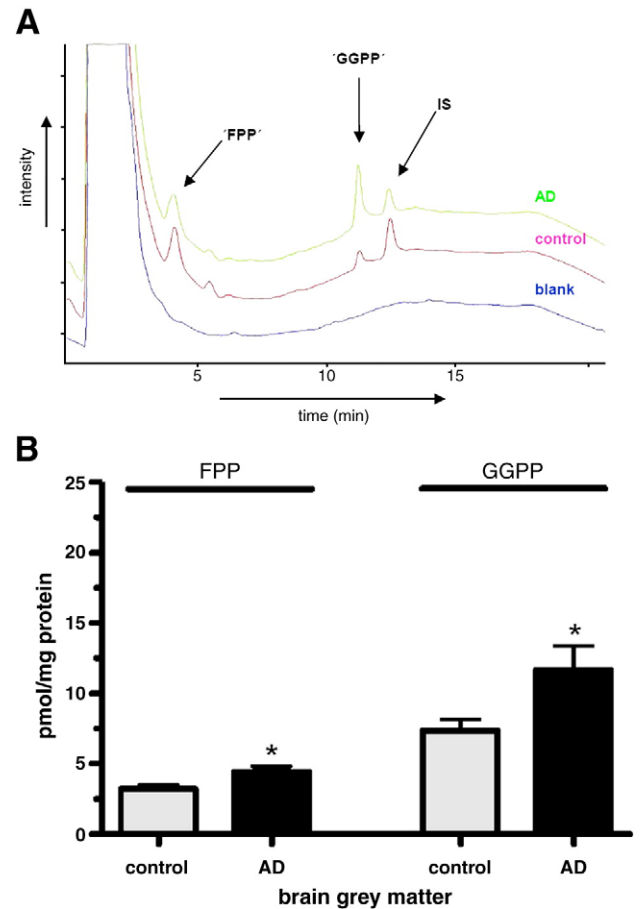 A
´GGPP´
IS
´FPP´
intensity
AD
control
blank
5 10 15
time (min)
B
FPP GGPP
25
20
15
10
5
0
pmol/mg protein
* *
control AD control AD
brain grey matter